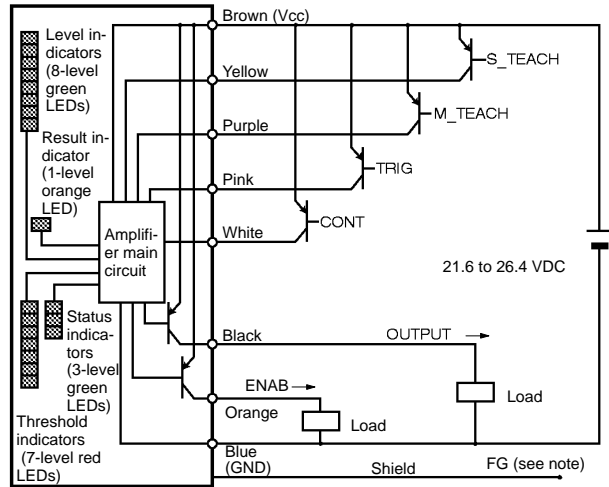 Level in-
dicators
(8-level
green
LEDs)
Result in-
dicator
(1-level
orange
LED)
Amplifi-
er main
circuit
Status
indica-
tors
(3-level
green
LEDs)
Threshold
indicators
(7-level red
LEDs)
Brown (Vcc)
Yellow
Purple
Pink
White
Black
Orange
Blue
(GND)
S_TEACH
M_TEACH
TRIG
CONT
21.6 to 26.4 VDC
OUTPUT
ENAB
Load
Load
Shield
FG (see note)